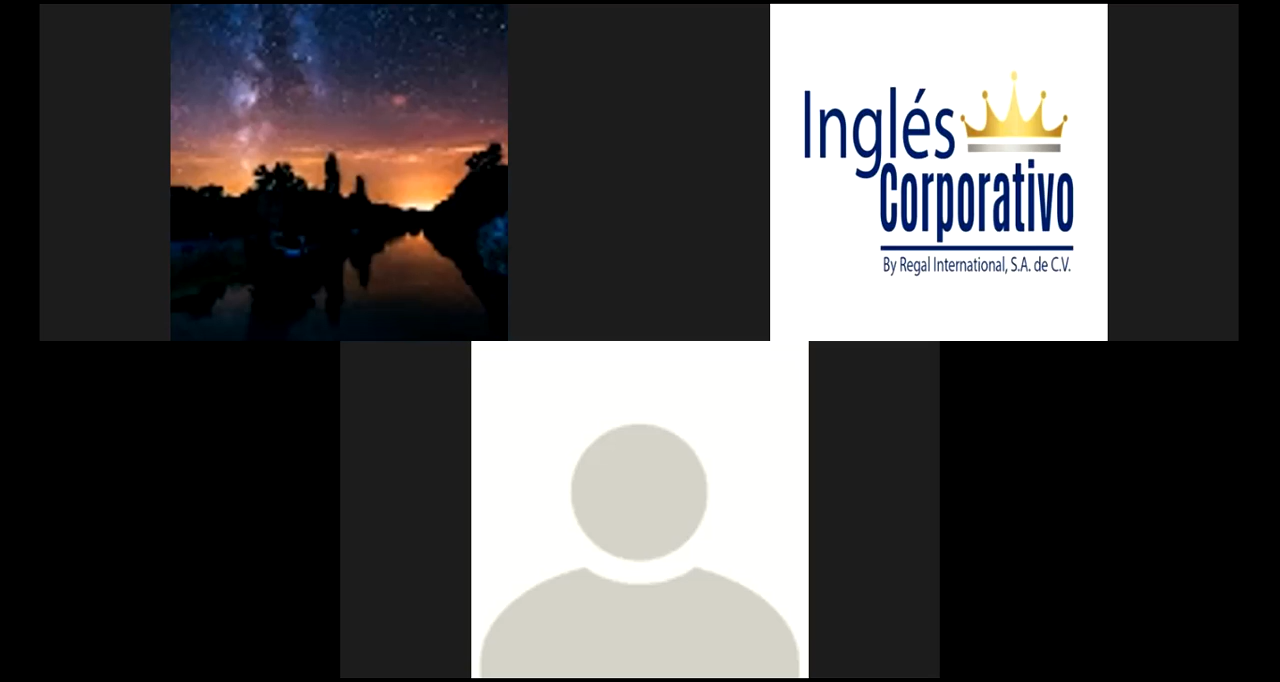 Inglés
Corporativo
By Regal International, S.A. de C.V.